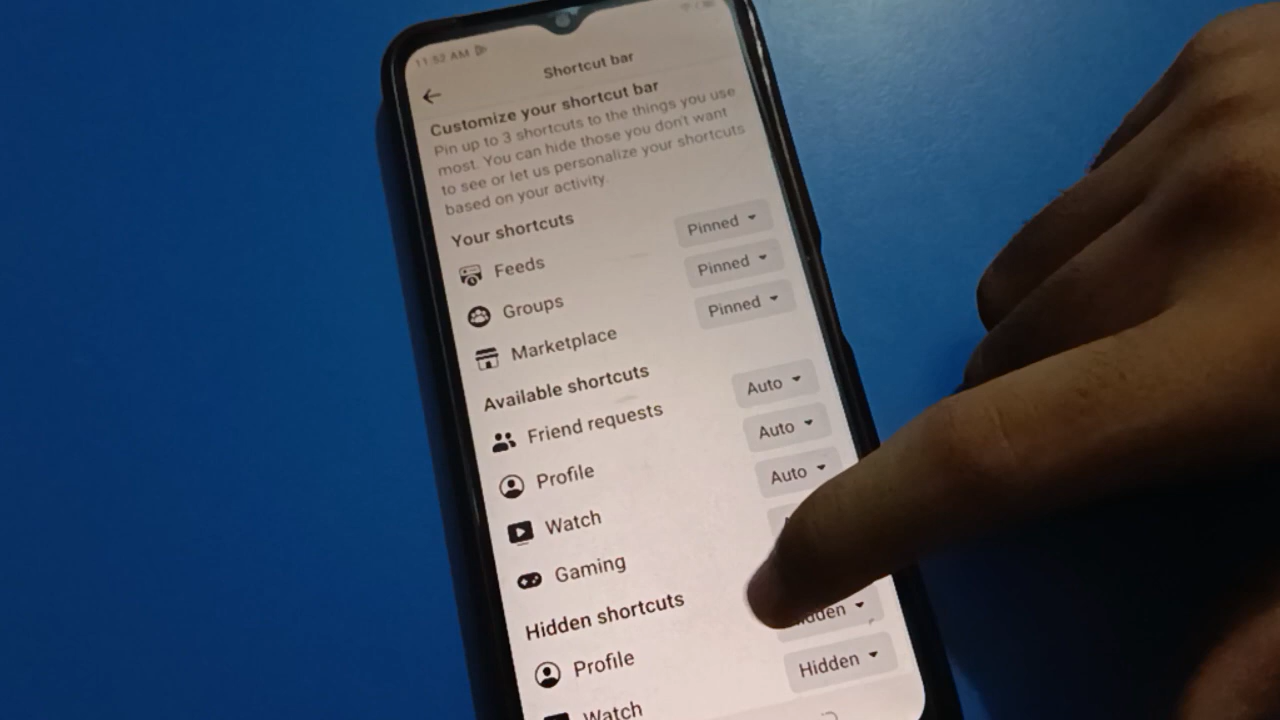 11:52 AM
Shortcut bar
Customize your shortcut bar
Pin up to 3 shortcuts to the things you use
most. You can hide those you don't want
to see or let us personalize your shortcuts
based on your activity.
Your shortcuts
Feeds Pinned
Groups Pinned
Marketplace Pinned
Available shortcuts
Friend requests Auto
Profile Auto
Watch Auto
Gaming
Hidden shortcuts
Profile
Hidden
Watch